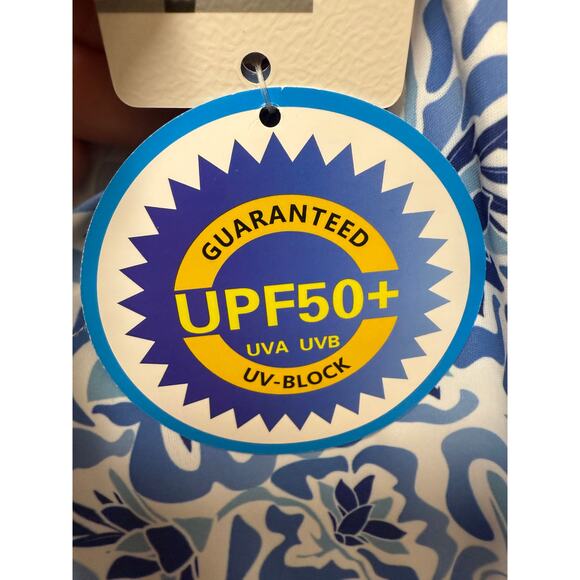 GUARANTEED
UPF50+
UVA UVB
UV-BLOCK